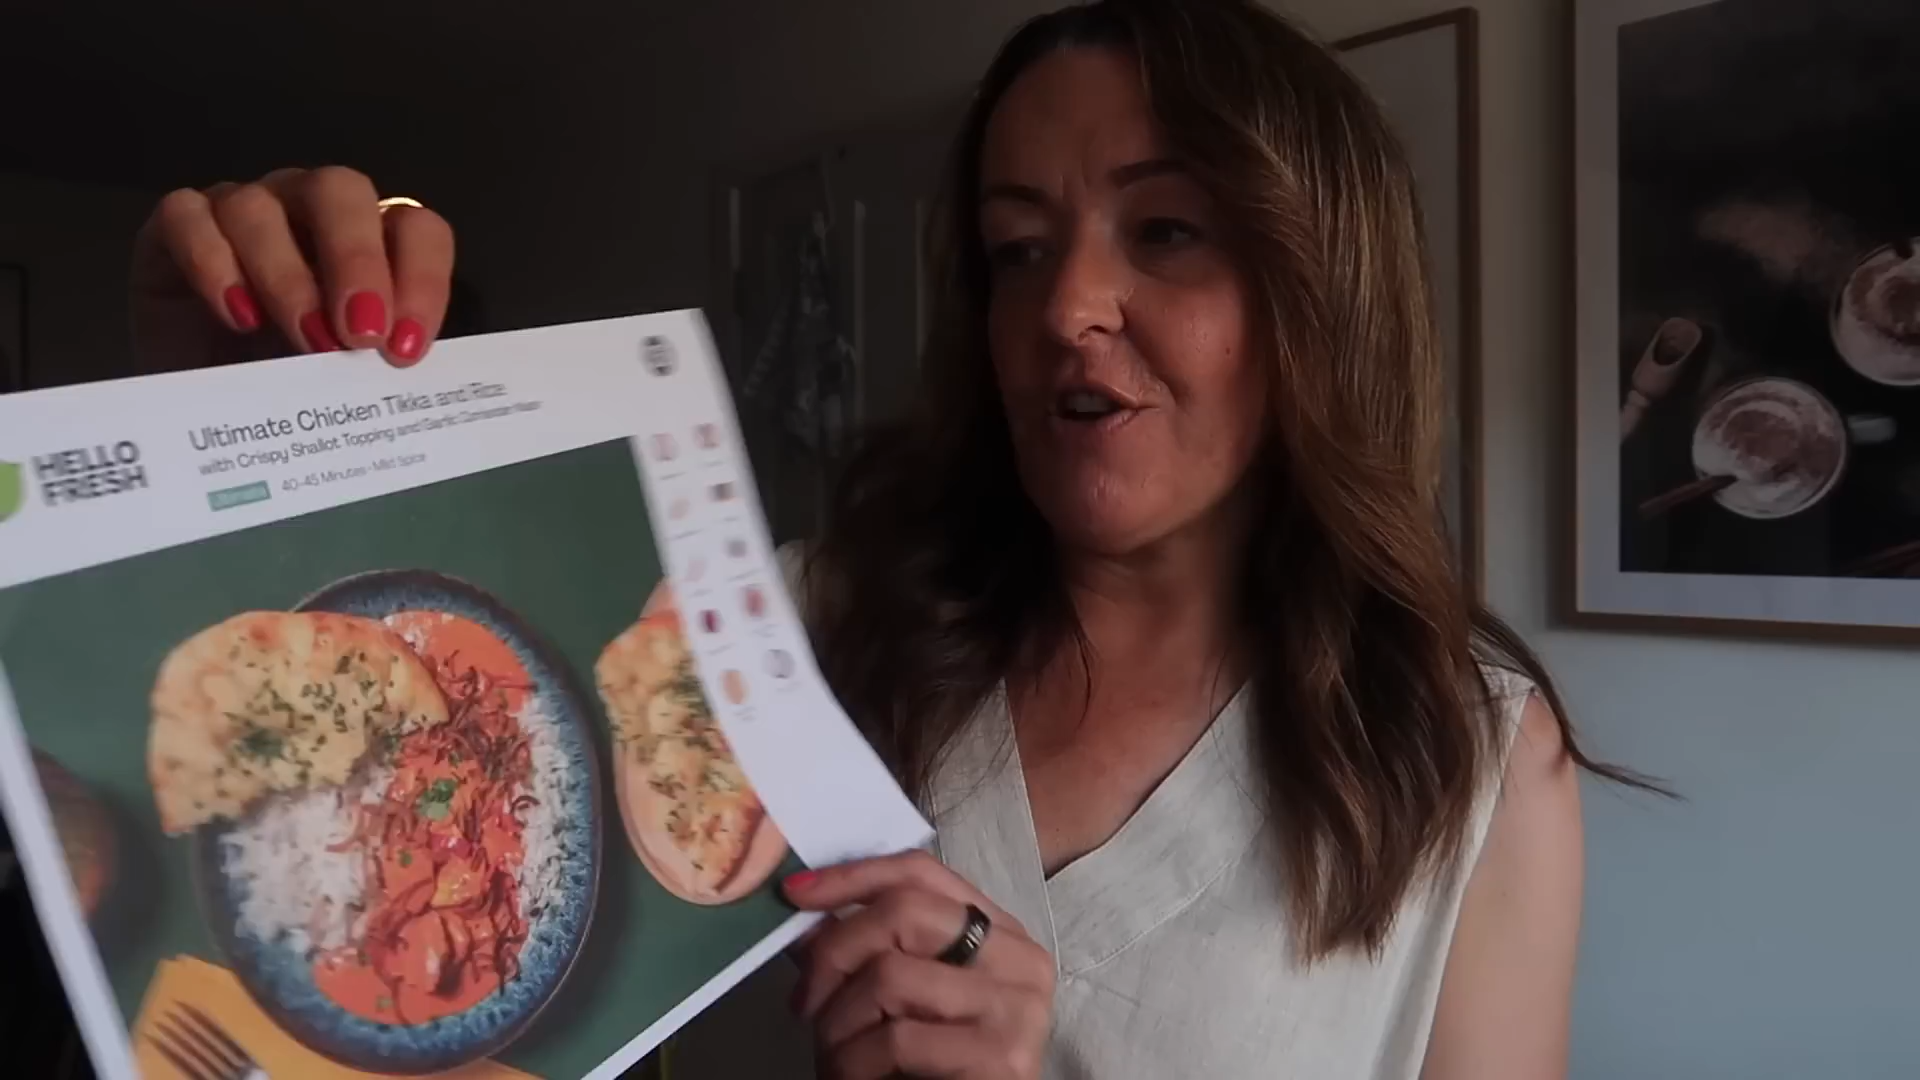 HELLO
FRESH
Ultimate Chicken Tikka and Rice
with Crispy Shallot Topping and Garlic Coriander Naan
Ultimate 40-45 Minutes • Mild Spice